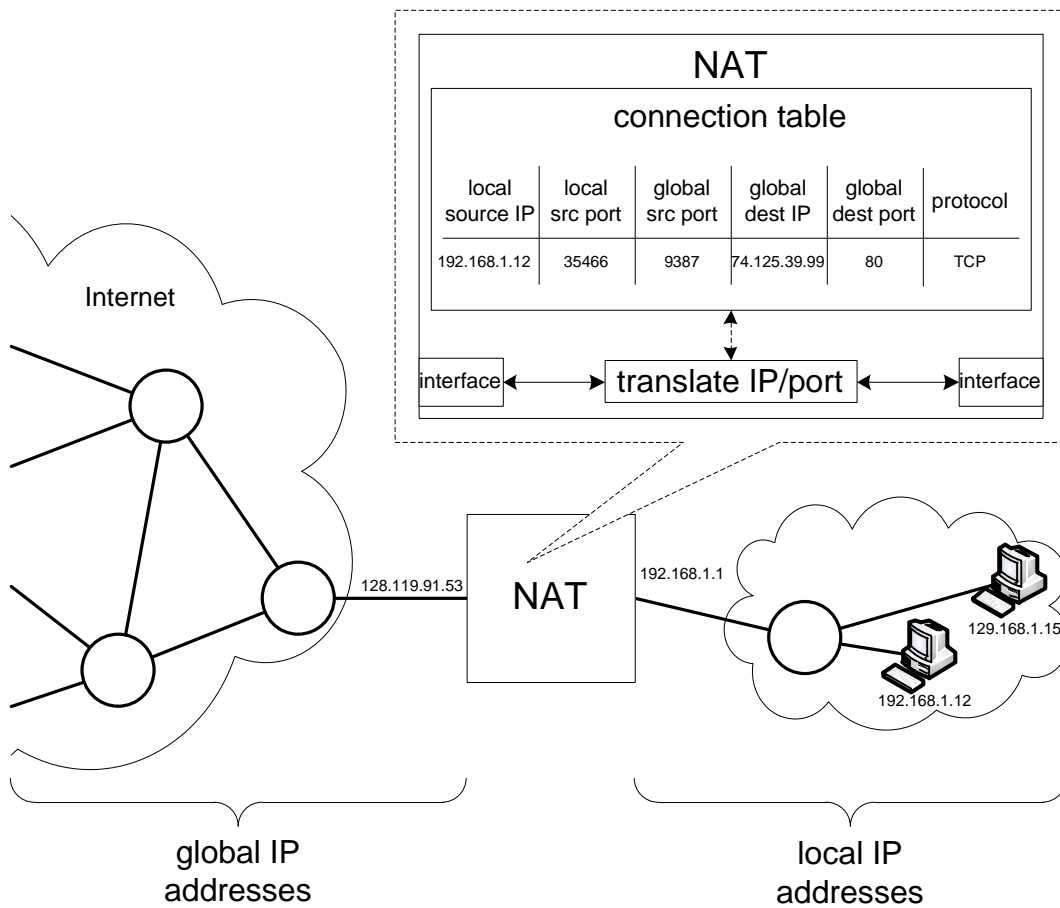 NAT
connection table
local source IP
local src port
global src port
global dest IP
global dest port
protocol
192.168.1.12
35466
9387
74.125.39.99
80
TCP
Internet
interface
translate IP/port
interface
128.119.91.53
NAT
192.168.1.1
129.168.1.15
192.168.1.12
global IP
addresses
local IP
addresses